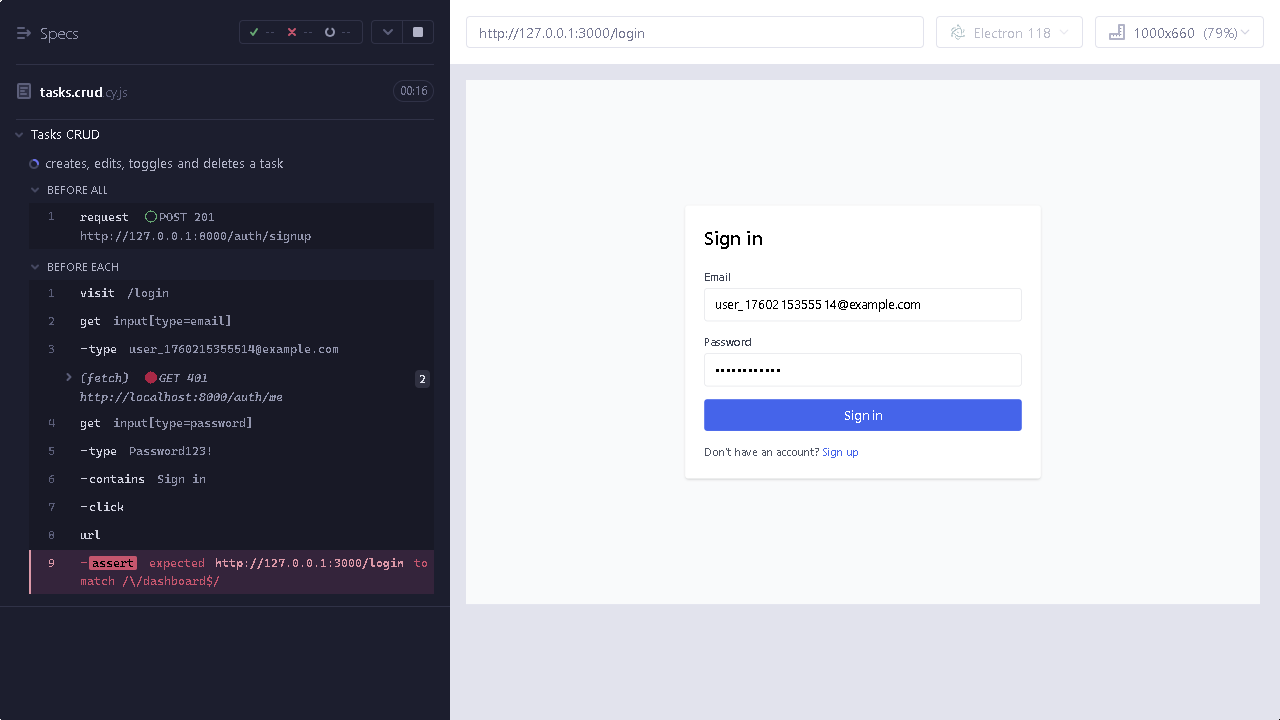 Specs
-- -- --
tasks.crud.cy.js
00:16
Tasks CRUD
creates, edits, toggles and deletes a task
BEFORE ALL
1 request POST 201
http://127.0.0.1:8000/auth/signup
BEFORE EACH
1 visit /login
2 get input[type=email]
3 -type user_1760215355514@example.com
(fetch) GET 401 2
http://localhost:8000/auth/me
4 get input[type=password]
5 -type Password123!
6 -contains Sign in
7 -click
8 url
9 -assert expected http://127.0.0.1:3000/login to
match /\/dashboard$/
http://127.0.0.1:3000/login
Electron 118
1000x660 (79%)
Sign in
Email
user_1760215355514@example.com
Password
••••••••••••
Sign in
Don't have an account? Sign up